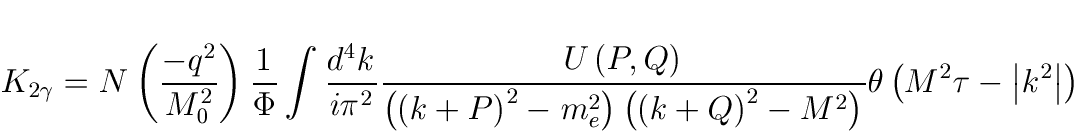 K_{2\gamma} = N \left( \frac{-q^2}{M_0^2} \right) \frac{1}{\Phi} \int \frac{d^4 k}{i\pi^2} \frac{U(P,Q)}{\left( (k+P)^2 - m_e^2 \right) \left( (k+Q)^2 - M^2 \right)} \theta \left( M^2 \tau - \left| k^2 \right| \right)